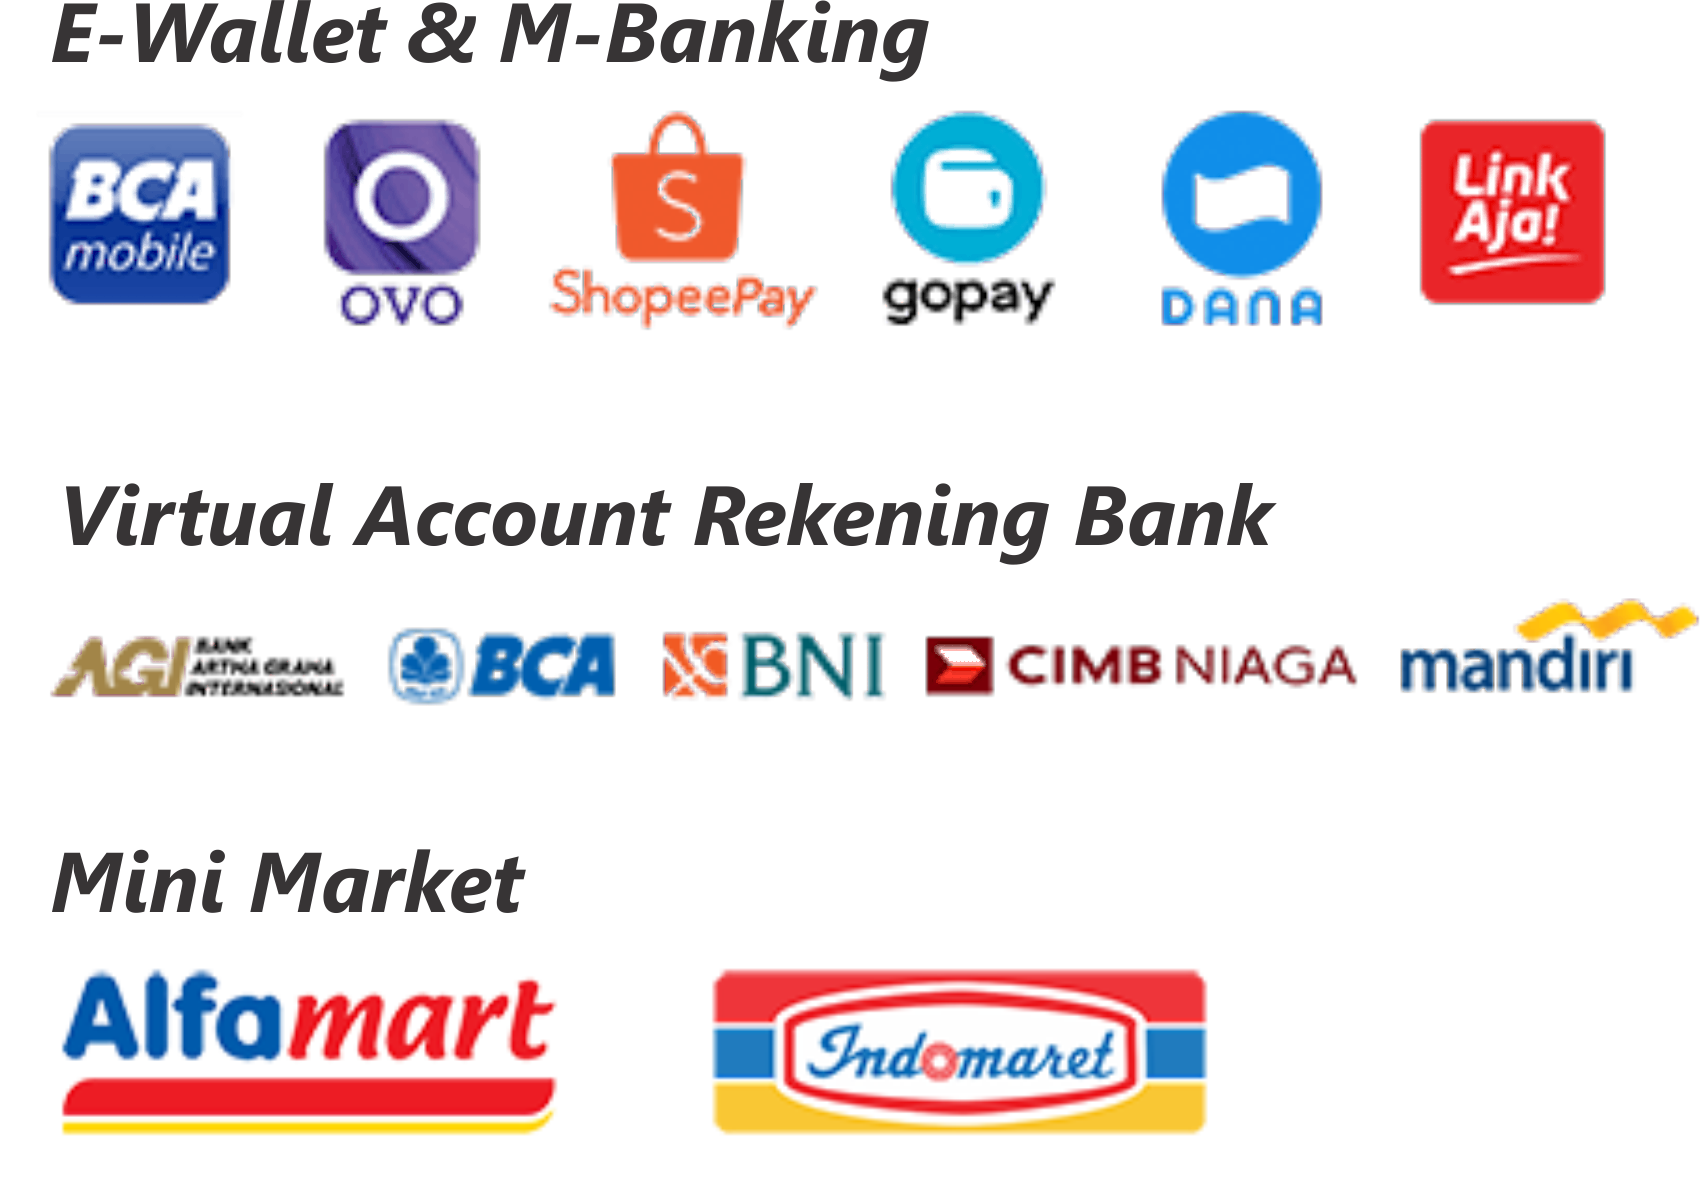 E-Wallet & M-Banking
BCA
mobile
OVO
S
ShopeePay
gopay
DANA
Link
Aja!
Virtual Account Rekening Bank
AGI BANK
ARTHA GRAHA
INTERNASIONAL
BCA
BNI
CIMB NIAGA
mandiri
Mini Market
Alfamart
Indomaret